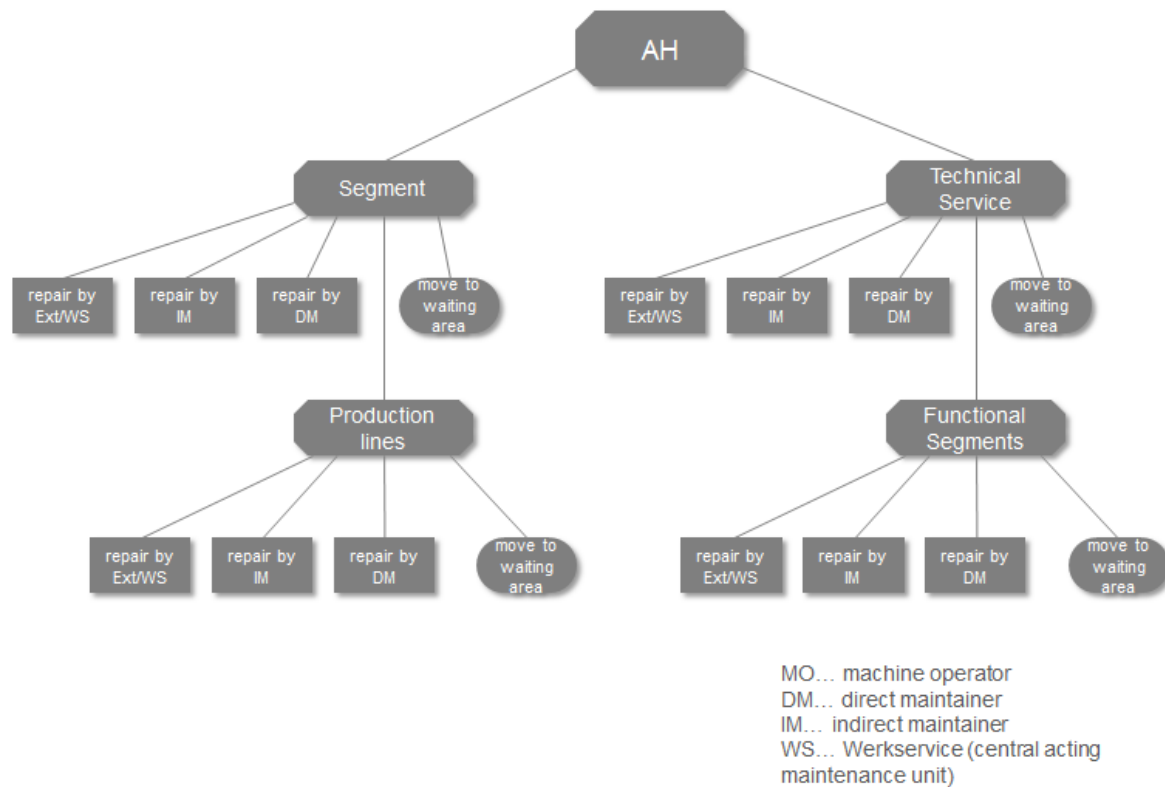 AH
Segment
Technical
Service
repair by
Ext/WS
repair by
IM
repair by
DM
move to
waiting
area
repair by
Ext/WS
repair by
IM
repair by
DM
move to
waiting
area
Production
lines
Functional
Segments
repair by
Ext/WS
repair by
IM
repair by
DM
move to
waiting
area
repair by
Ext/WS
repair by
IM
repair by
DM
move to
waiting
area
MO... machine operator
DM... direct maintainer
IM... indirect maintainer
WS... Werkservice (central acting
maintenance unit)